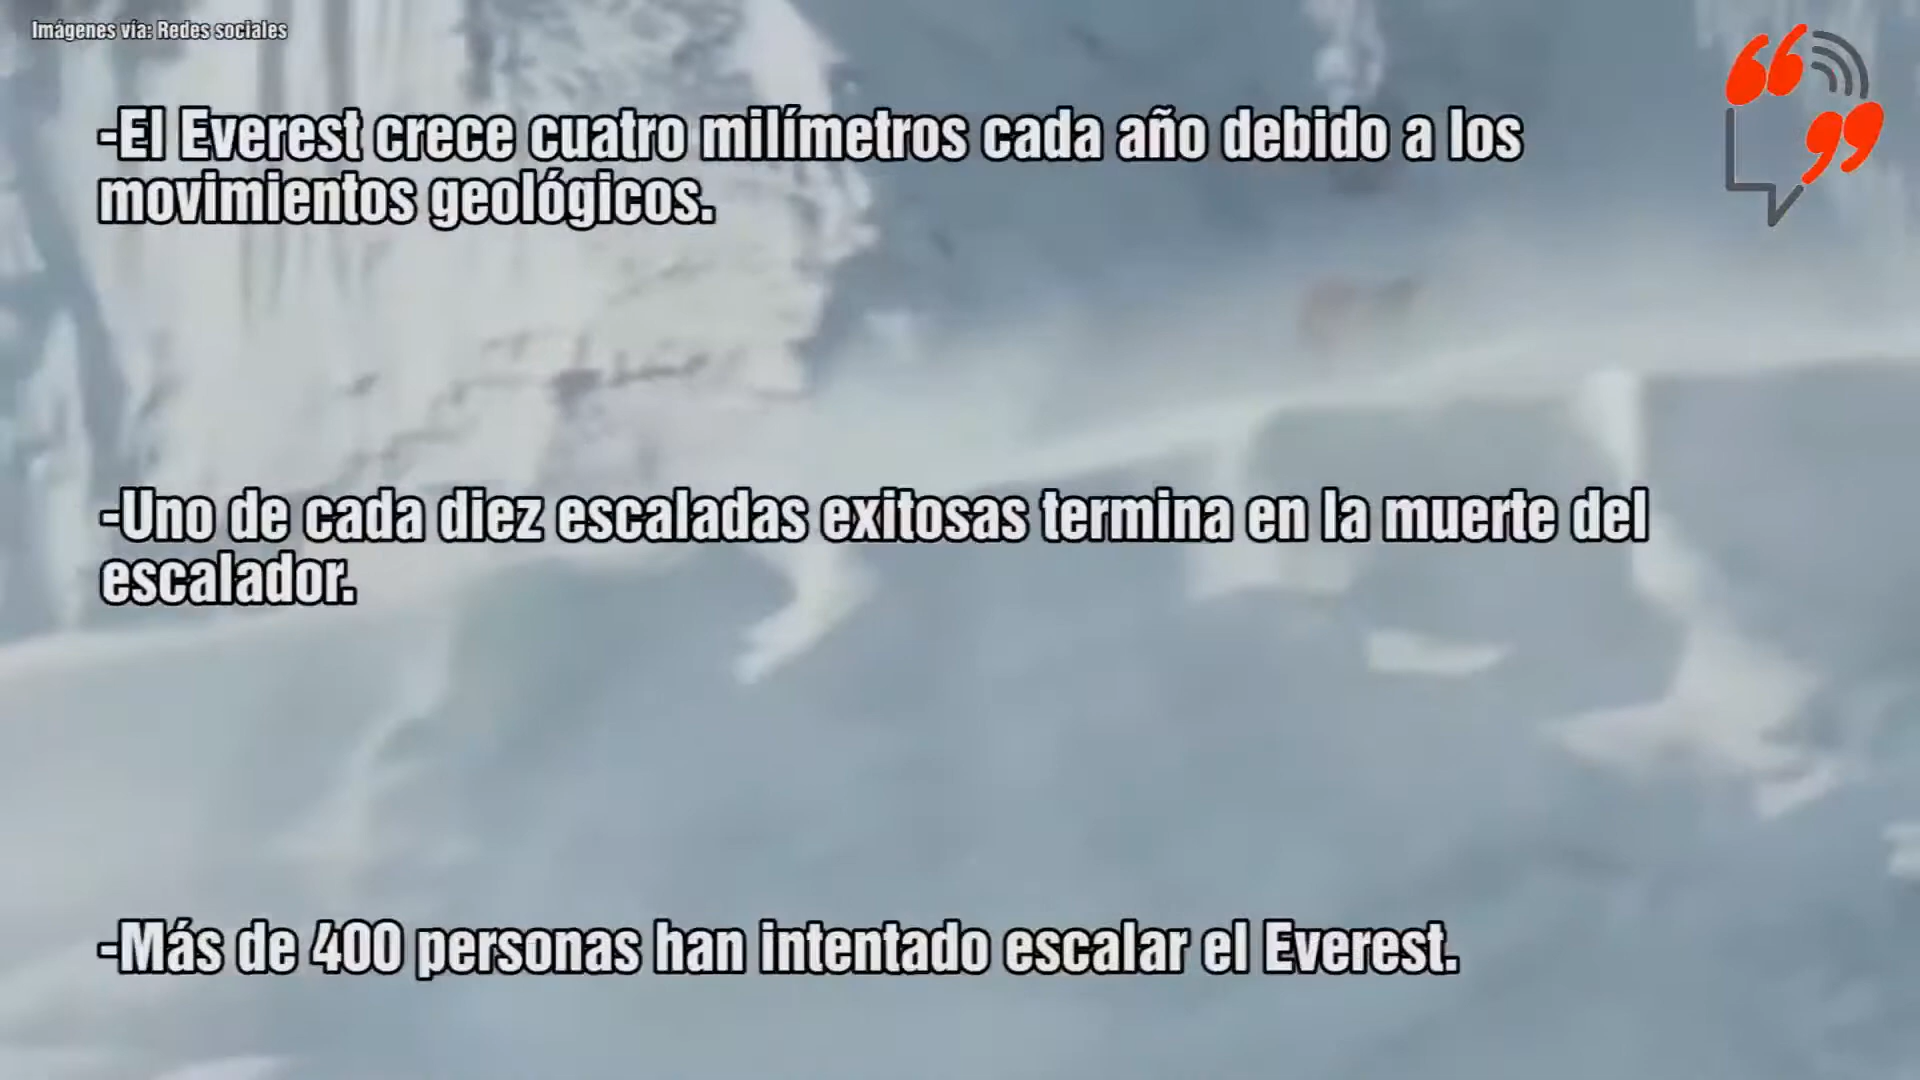 Imágenes vía: Redes sociales
-El Everest crece cuatro milímetros cada año debido a los
movimientos geológicos.
-Uno de cada diez escaladas exitosas termina en la muerte del
escalador.
-Más de 400 personas han intentado escalar el Everest.